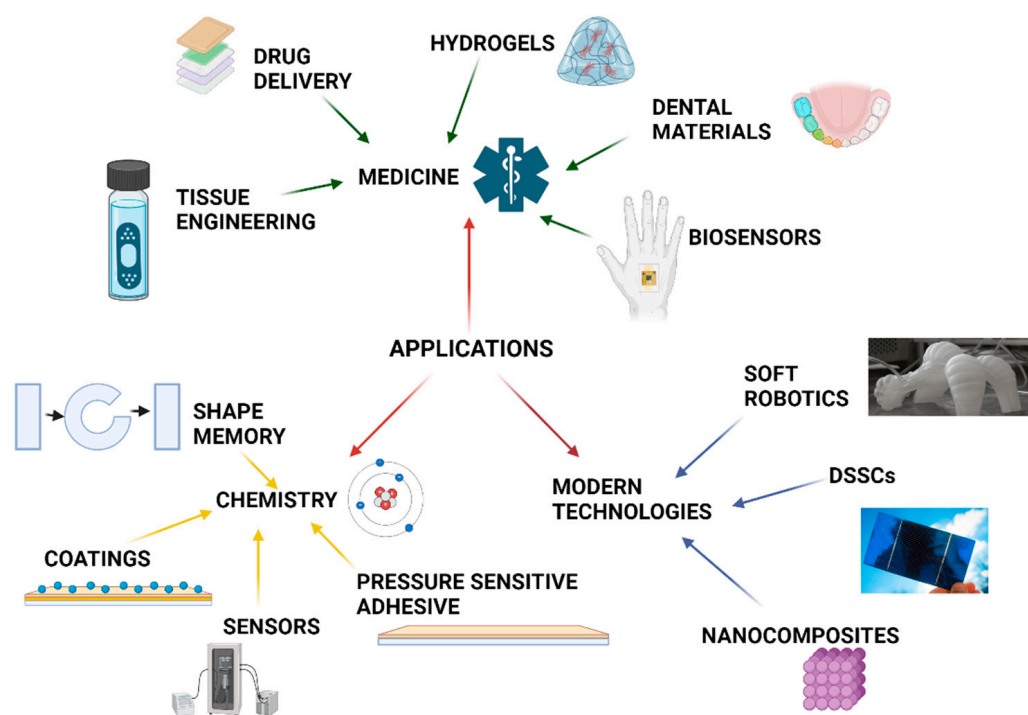 DRUG
DELIVERY
HYDROGELS
DENTAL
MATERIALS
MEDICINE
TISSUE
ENGINEERING
BIOSENSORS
APPLICATIONS
SHAPE
MEMORY
SOFT
ROBOTICS
CHEMISTRY
MODERN
TECHNOLOGIES
DSSCs
COATINGS
PRESSURE SENSITIVE
ADHESIVE
SENSORS
NANOCOMPOSITES